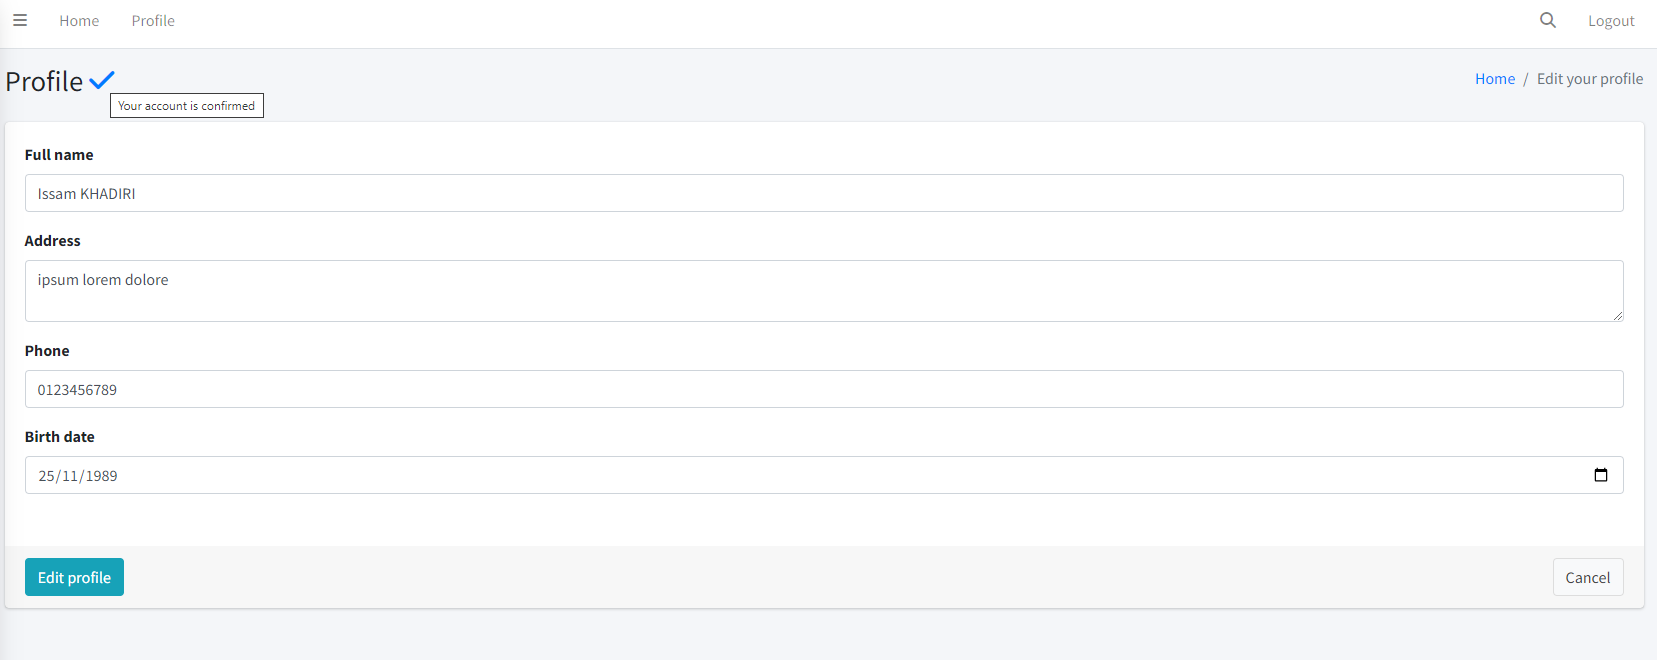 Home Profile Logout
Profile Home / Edit your profile
Your account is confirmed
Full name
Issam KHADIRI
Address
ipsum lorem dolore
Phone
0123456789
Birth date
25/11/1989
Edit profile Cancel